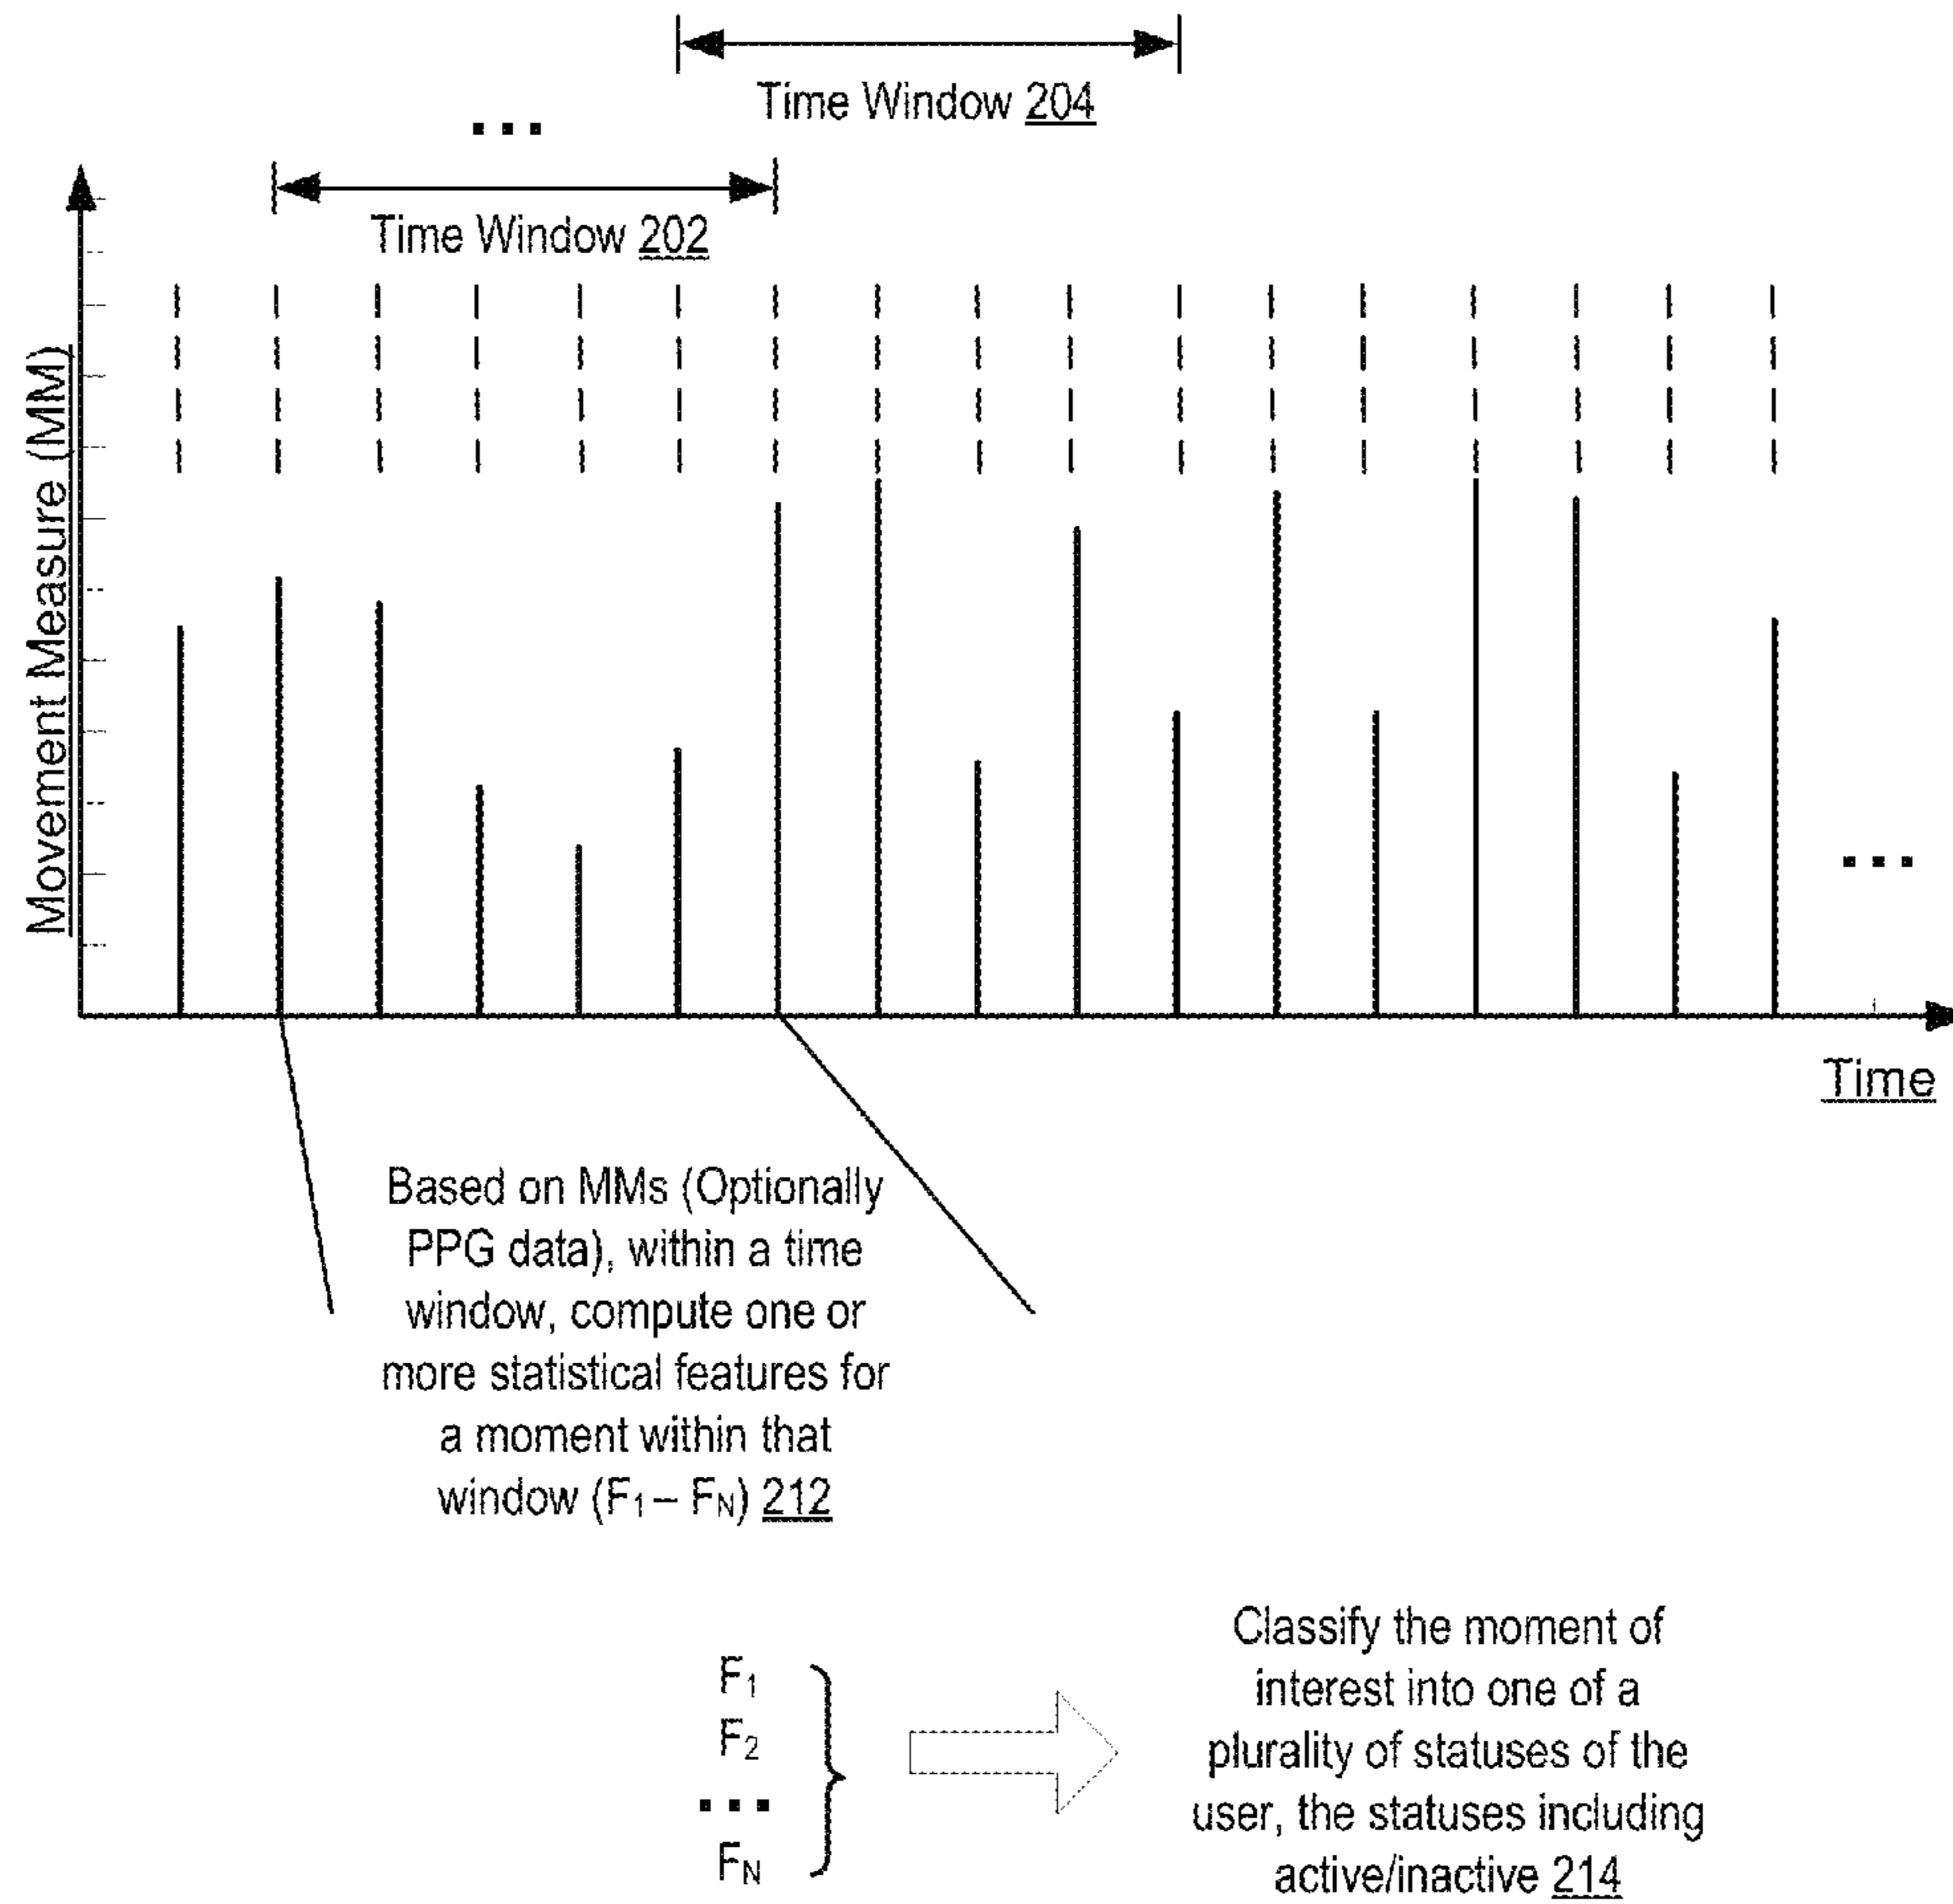 Time Window 204
...
Time Window 202
Movement Measure (MM)
...
Time
Based on MMs (Optionally
PPG data), within a time
window, compute one or
more statistical features for
a moment within that
window (F₁ – F_N) 212
F₁
F₂
...
F_N
Classify the moment of
interest into one of a
plurality of statuses of the
user, the statuses including
active/inactive 214